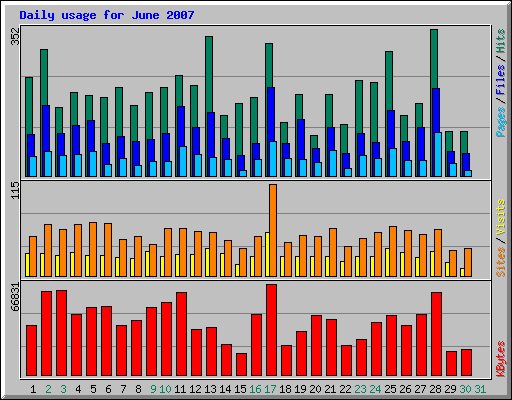 Daily usage for June 2007
352
Pages / Files / Hits
115
Sites / Visits
66831
KBytes
1 2 3 4 5 6 7 8 9 10 11 12 13 14 15 16 17 18 19 20 21 22 23 24 25 26 27 28 29 30 31